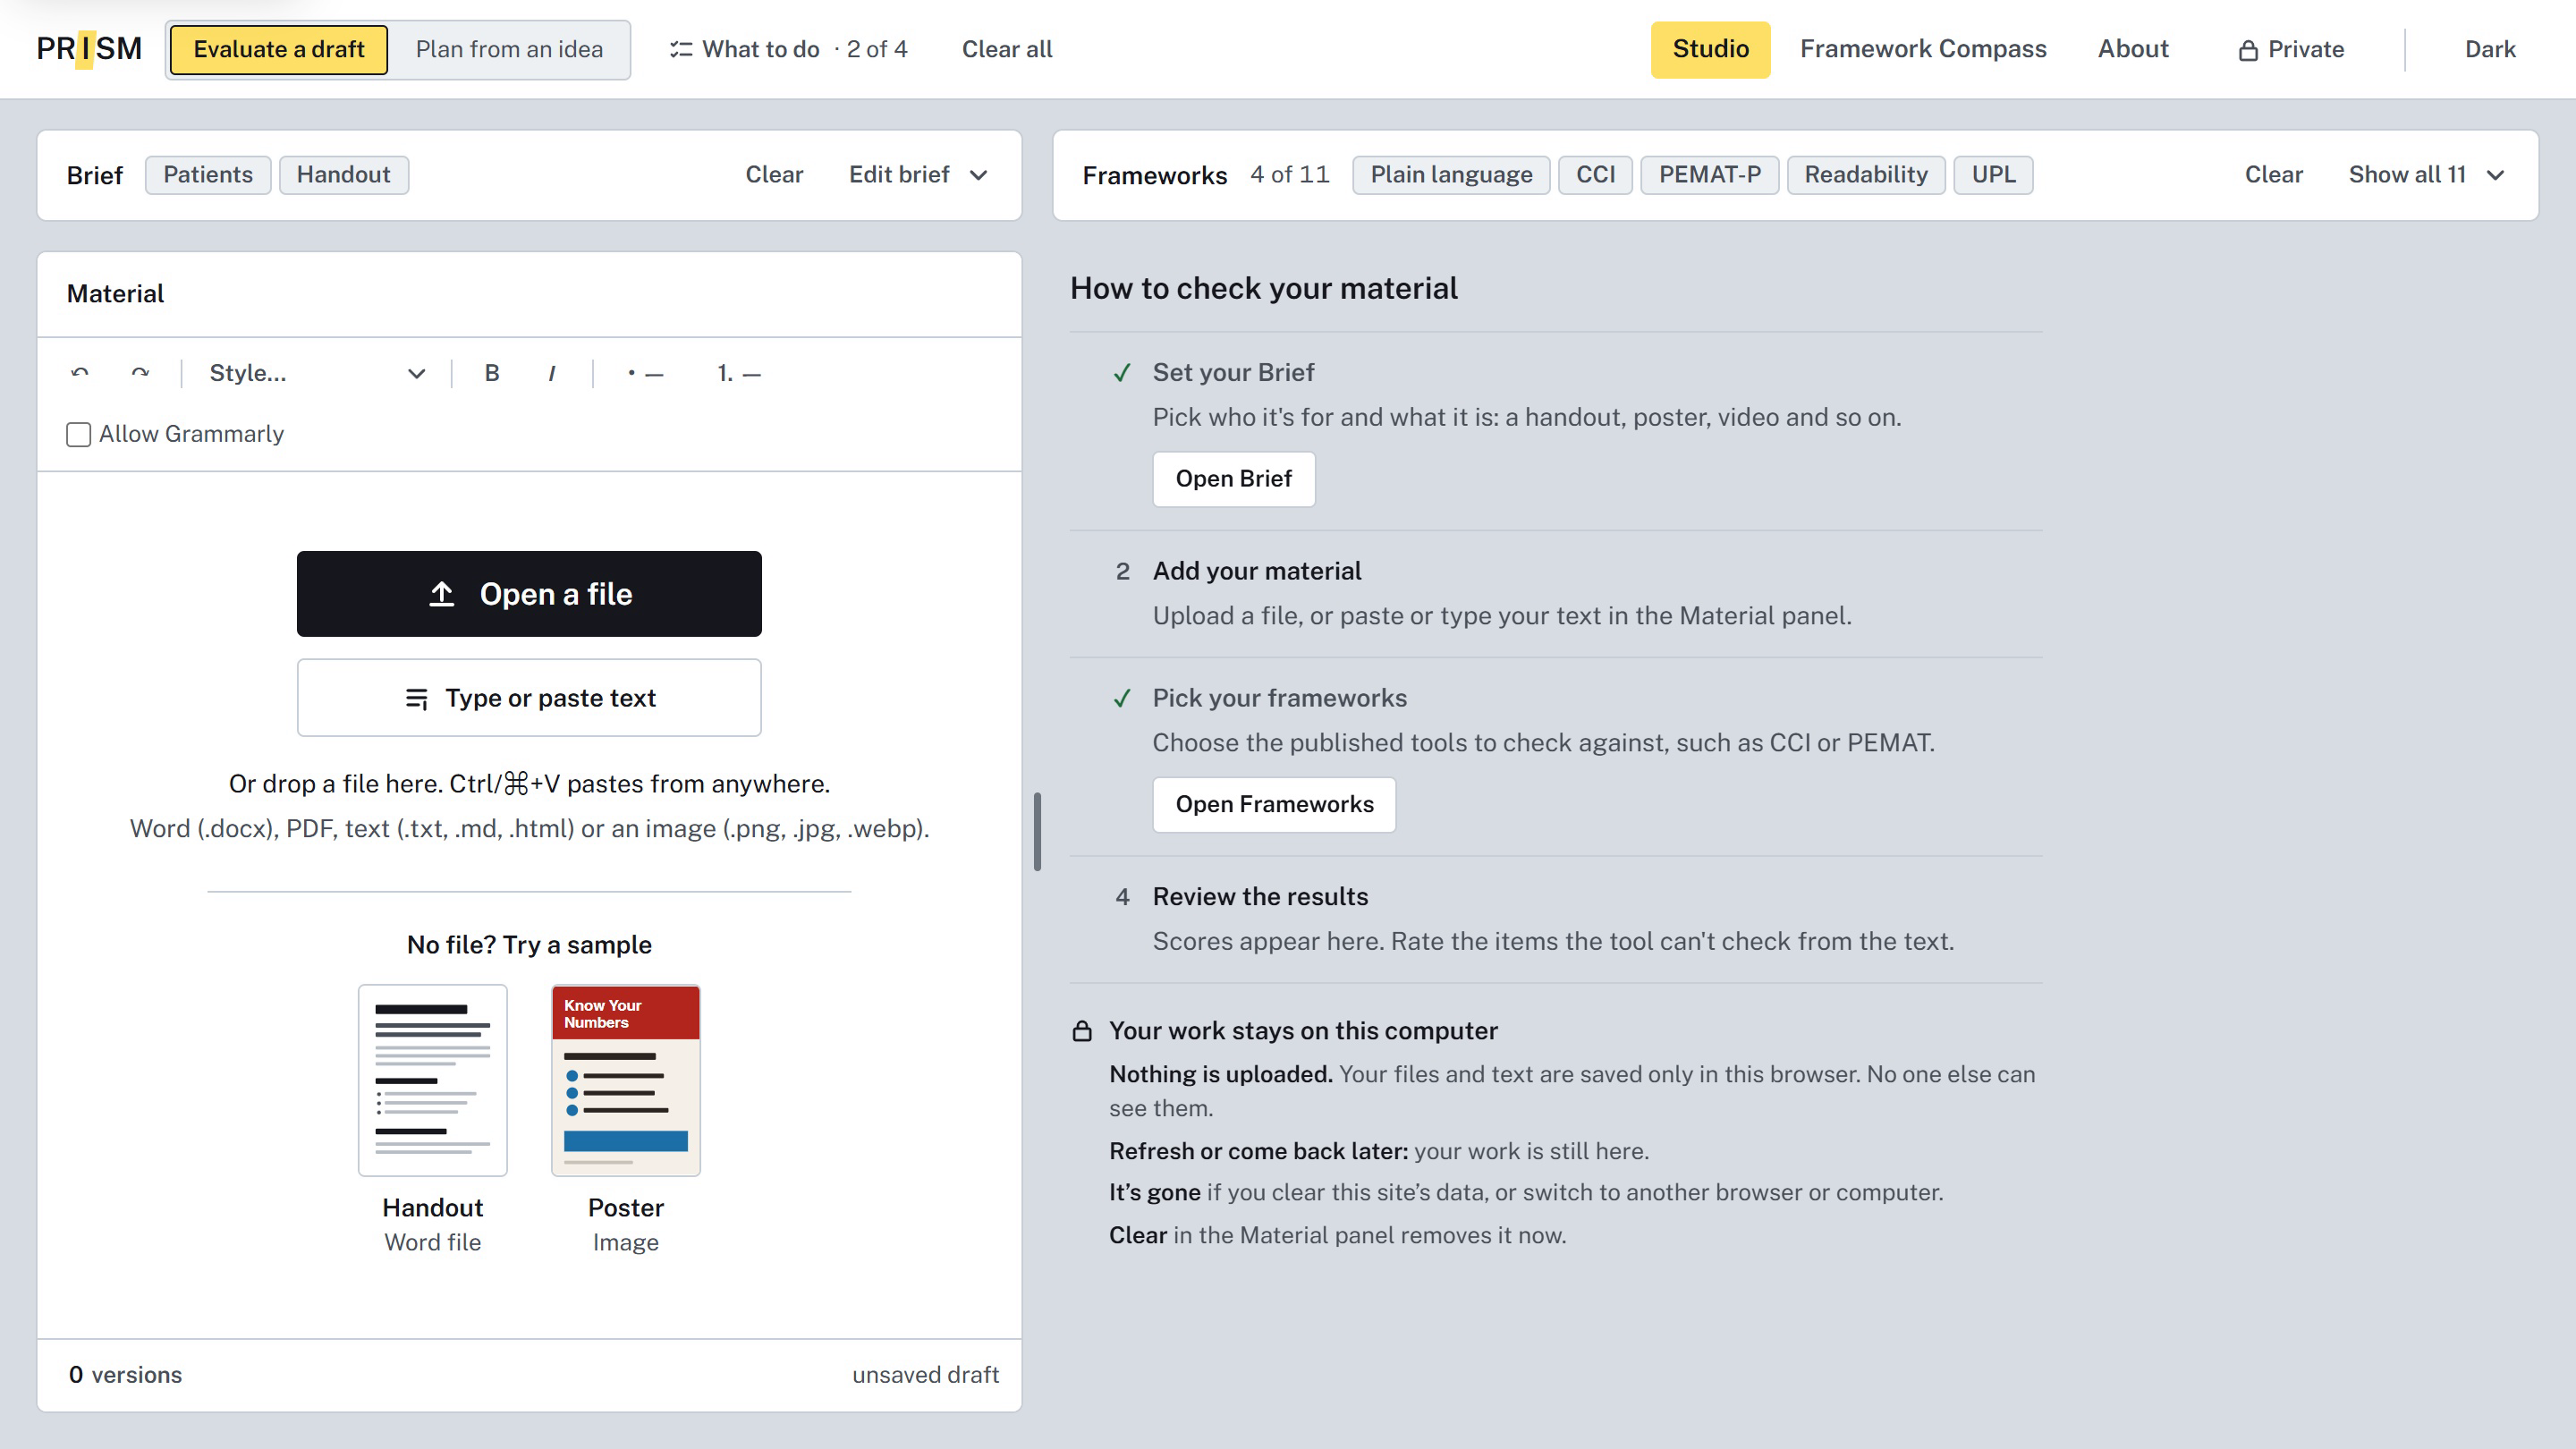 PRISM
Evaluate a draft
Plan from an idea
What to do · 2 of 4
Clear all
Studio
Framework Compass
About
Private
Dark
Brief
Patients
Handout
Clear
Edit brief
Frameworks
4 of 11
Plain language
CCI
PEMAT-P
Readability
UPL
Clear
Show all 11
Material
Style...
B
I
• —
1. —
Allow Grammarly
Open a file
Type or paste text
Or drop a file here. Ctrl/⌘+V pastes from anywhere.
Word (.docx), PDF, text (.txt, .md, .html) or an image (.png, .jpg, .webp).
No file? Try a sample
Know Your
Numbers
Handout
Word file
Poster
Image
0 versions
unsaved draft
How to check your material
✓ Set your Brief
Pick who it's for and what it is: a handout, poster, video and so on.
Open Brief
2 Add your material
Upload a file, or paste or type your text in the Material panel.
✓ Pick your frameworks
Choose the published tools to check against, such as CCI or PEMAT.
Open Frameworks
4 Review the results
Scores appear here. Rate the items the tool can't check from the text.
Your work stays on this computer
Nothing is uploaded. Your files and text are saved only in this browser. No one else can
see them.
Refresh or come back later: your work is still here.
It’s gone if you clear this site’s data, or switch to another browser or computer.
Clear in the Material panel removes it now.